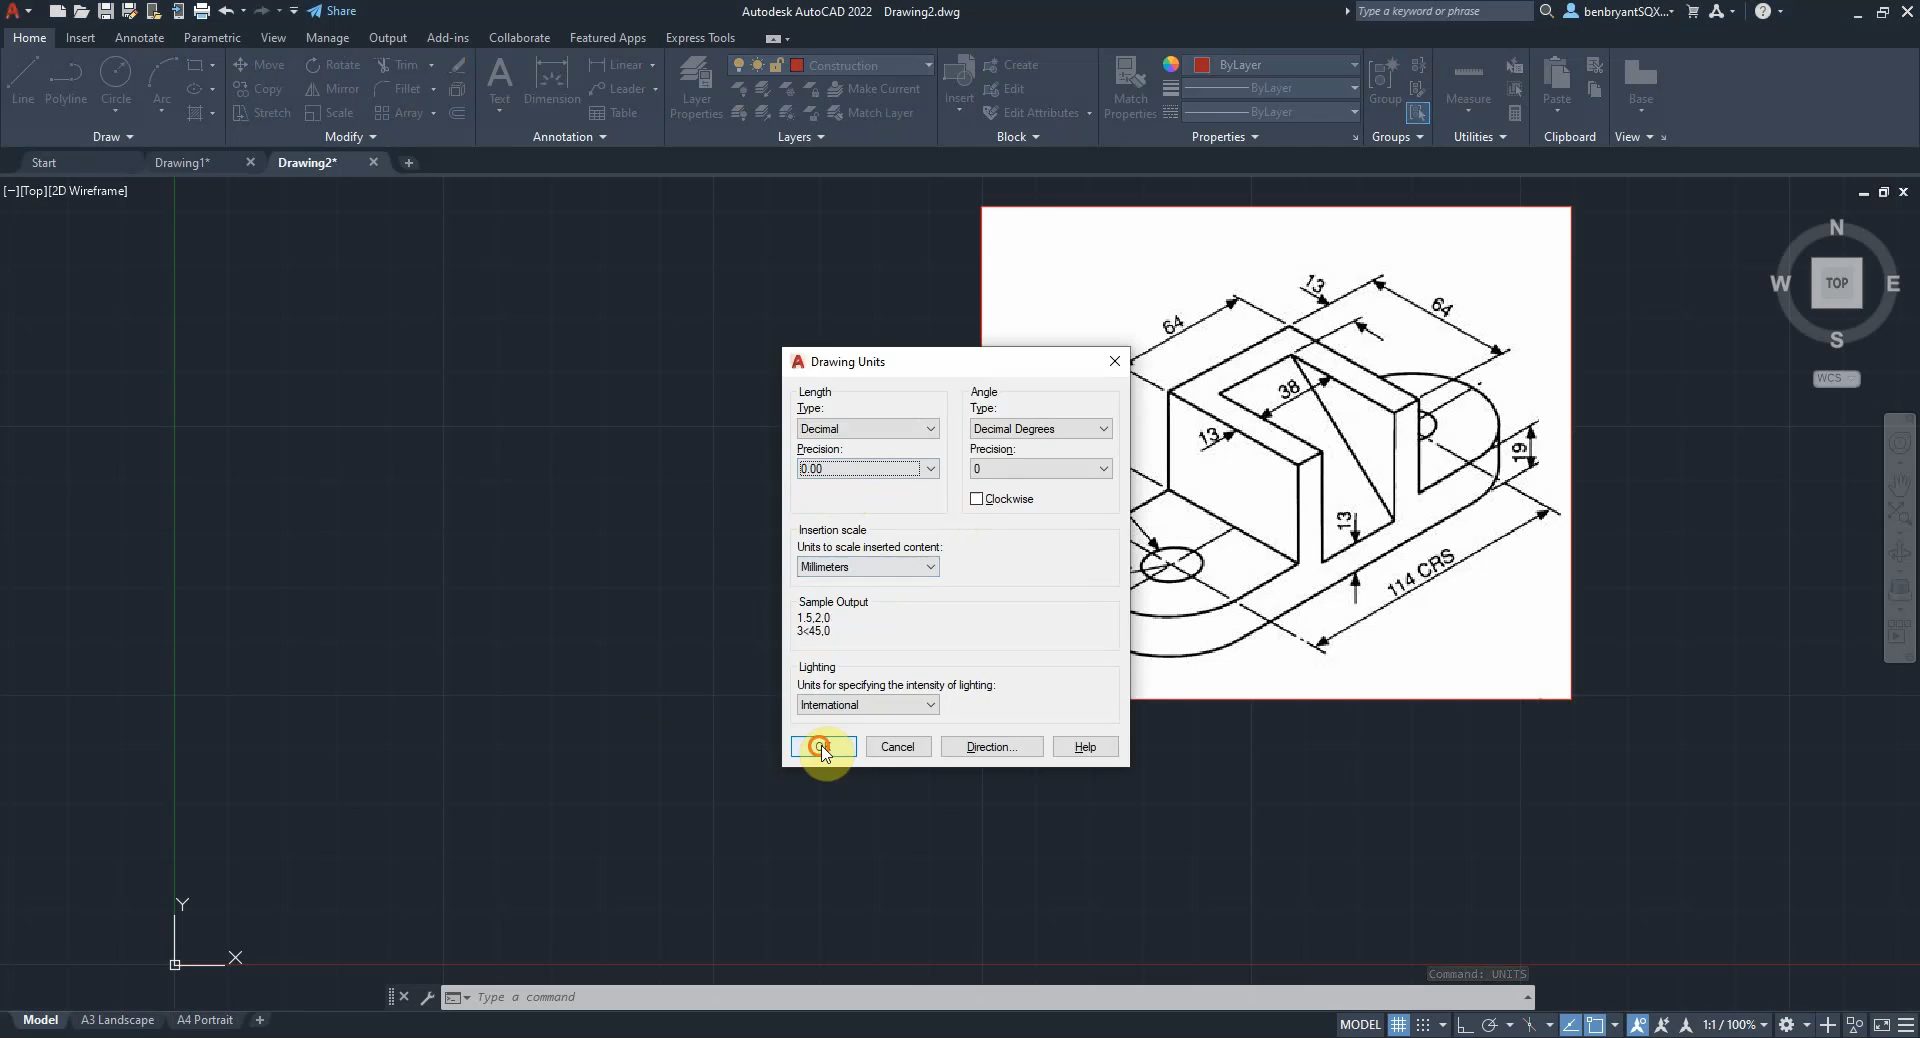 Share
Autodesk AutoCAD 2022 Drawing2.dwg
Type a keyword or phrase
benbryantSQX...
Home Insert Annotate Parametric View Manage Output Add-ins Collaborate Featured Apps Express Tools
Line Polyline Circle Arc
Move Rotate Trim
Copy Mirror Fillet
Stretch Scale Array
Text Dimension
Linear
Leader
Table
Layer
Properties
Construction
Make Current
Match Layer
Insert
Create
Edit
Edit Attributes
Match
Properties
ByLayer
ByLayer
ByLayer
Group
Measure
Paste
Base
Draw Modify Annotation Layers Block Properties Groups Utilities Clipboard View
Start Drawing1* Drawing2*
[−][Top][2D Wireframe]
N
W TOP E
S
WCS
13
64
64
38
13
19
13
114 CRS
Drawing Units
Length
Type:
Decimal
Precision:
0.00
Angle
Type:
Decimal Degrees
Precision:
0
Clockwise
Insertion scale
Units to scale inserted content:
Millimeters
Sample Output
1.5,2,0
3<45,0
Lighting
Units for specifying the intensity of lighting:
International
Cancel Direction... Help
Y
X
Command: UNITS
Type a command
Model A3 Landscape A4 Portrait
MODEL
1:1 / 100%